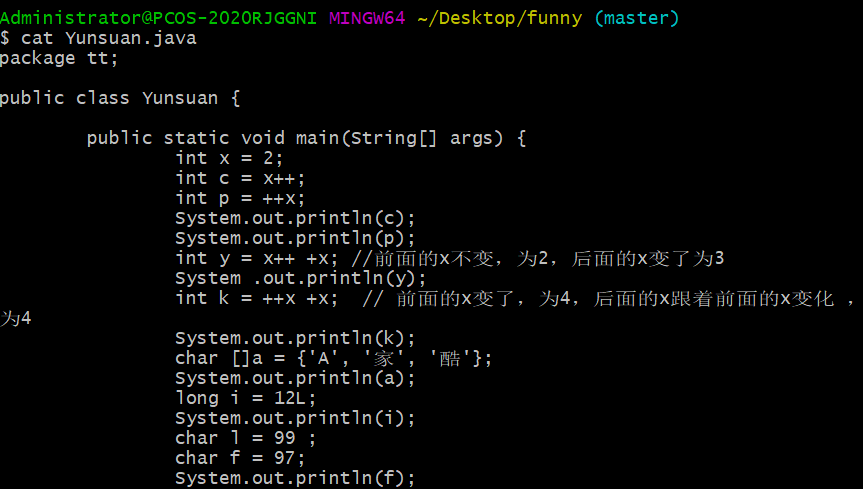 Administrator@PCOS-2020RJGGNI MINGW64 ~/Desktop/funny (master)
$ cat Yunsuan.java
package tt;

public class Yunsuan {

        public static void main(String[] args) {
                int x = 2;
                int c = x++;
                int p = ++x;
                System.out.println(c);
                System.out.println(p);
                int y = x++ +x; //前面的x不变，为2，后面的x变了为3
                System .out.println(y);
                int k = ++x +x;  // 前面的x变了，为4，后面的x跟着前面的x变化 ，
为4
                System.out.println(k);
                char []a = {'A', '家', '酷'};
                System.out.println(a);
                long i = 12L;
                System.out.println(i);
                char l = 99 ;
                char f = 97;
                System.out.println(f);